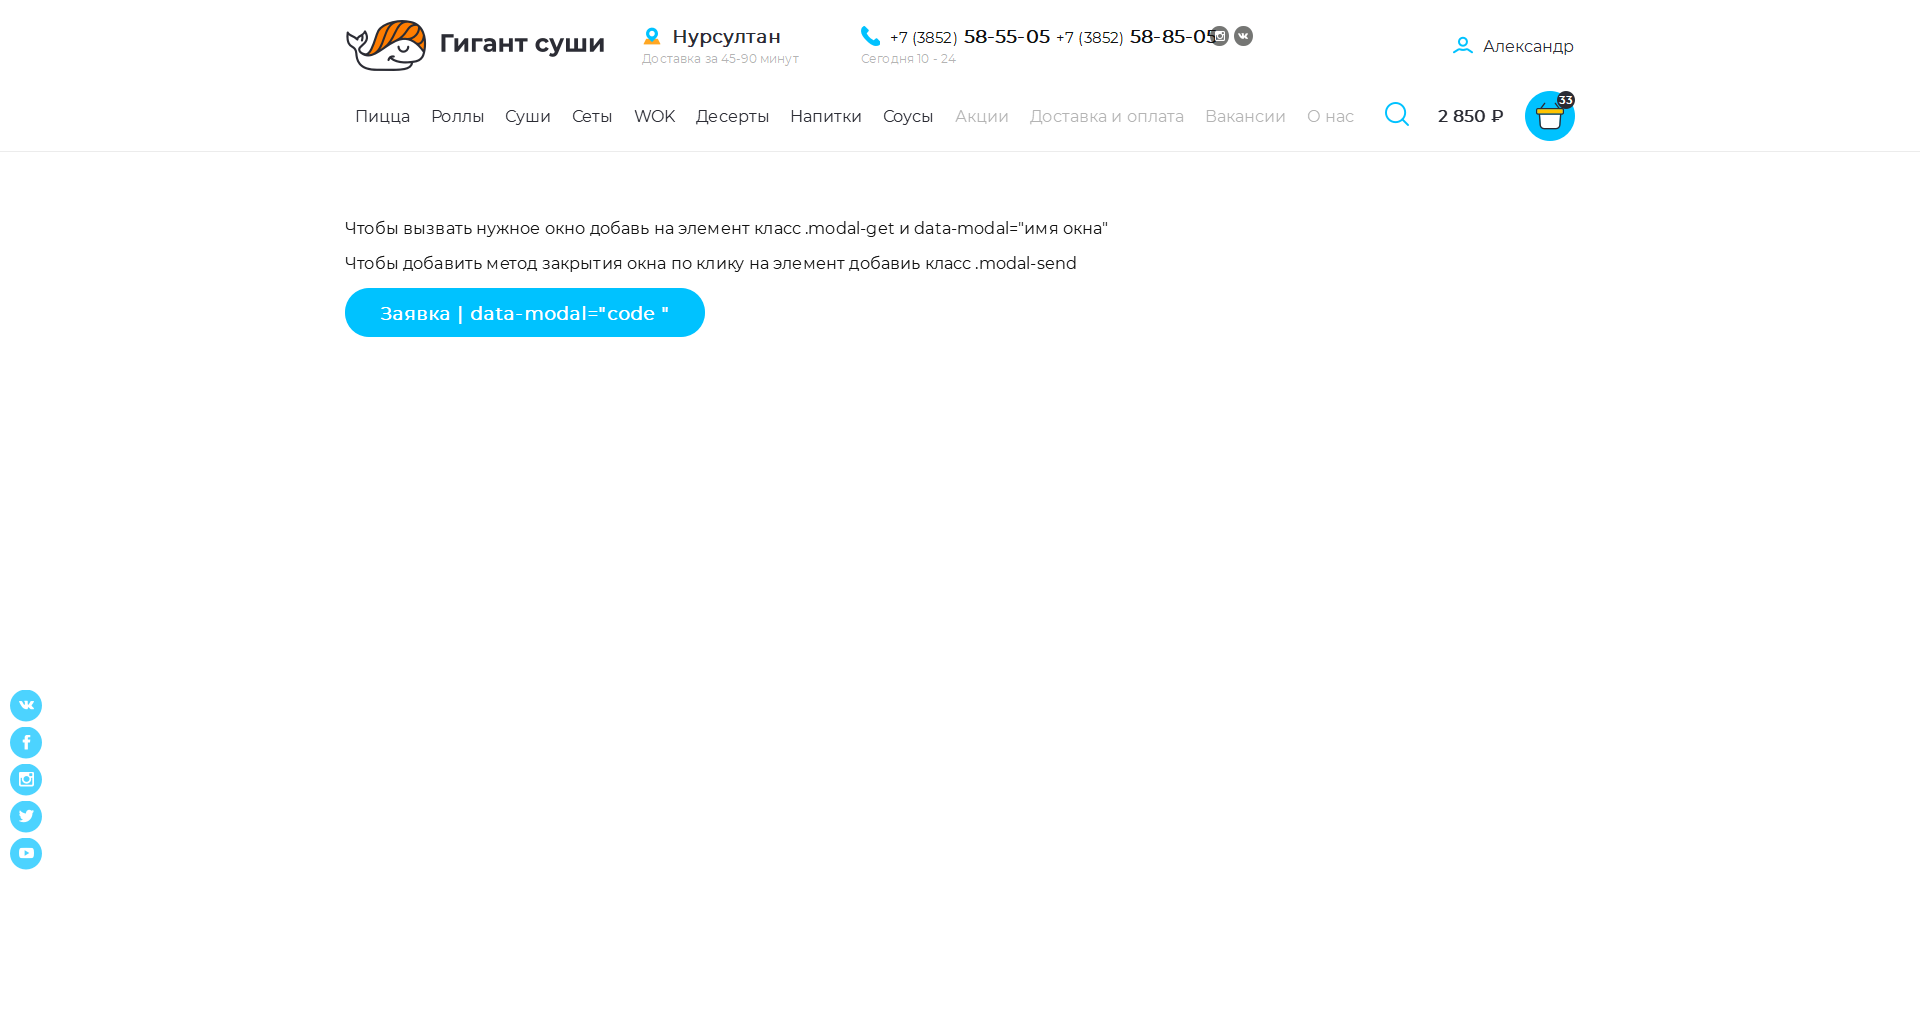 Гигант суши
Нурсултан
Доставка за 45-90 минут
+7 (3852) 58-55-05 +7 (3852) 58-85-05
Сегодня 10 - 24
Александр
Пицца Роллы Суши Сеты WOK Десерты Напитки Соусы Акции Доставка и оплата Вакансии О нас
2 850 ₽
33
Чтобы вызвать нужное окно добавь на элемент класс .modal-get и data-modal="имя окна"
Чтобы добавить метод закрытия окна по клику на элемент добавиь класс .modal-send
Заявка | data-modal="code "